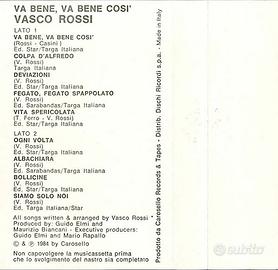 VA BENE, VA BENE COSI'
VASCO ROSSI
LATO 1
VA BENE, VA BENE COSI'
(Rossi - Casini)
Ed. Star/Targa Italiana
COLPA D'ALFREDO
(V. Rossi)
Targa Italiana
DEVIAZIONI
(V. Rossi)
Ed. Star/Targa Italiana
FEGATO, FEGATO SPAPPOLATO
(V. Rossi)
Ed. Sarabandas/Targa Italiana
VITA SPERICOLATA
(T. Ferro - V. Rossi)
Ed. Star/Targa Italiana
LATO 2
OGNI VOLTA
(V. Rossi)
Ed. Star/Targa Italiana
ALBACHIARA
(V. Rossi)
Ed. Sarabandas/Targa Italiana
BOLLICINE
(V. Rossi)
Ed. Star/Targa Italiana
SIAMO SOLO NOI
(V. Rossi)
Ed. Targa Italiana/Star
All songs written & arranged by Vasco Rossi *
Produced by: Guido Elmi and
Maurizio Biancani - Executive producers:
Guido Elmi and Mario Rapallo
© & ℗ 1984 by Carosello
Non capovolgere la musicassetta prima
che lo svolgimento del nastro sia completato
Prodotto da Carosello Records & Tapes - Distrib. Dischi Ricordi s.p.a. - Made in Italy
subito